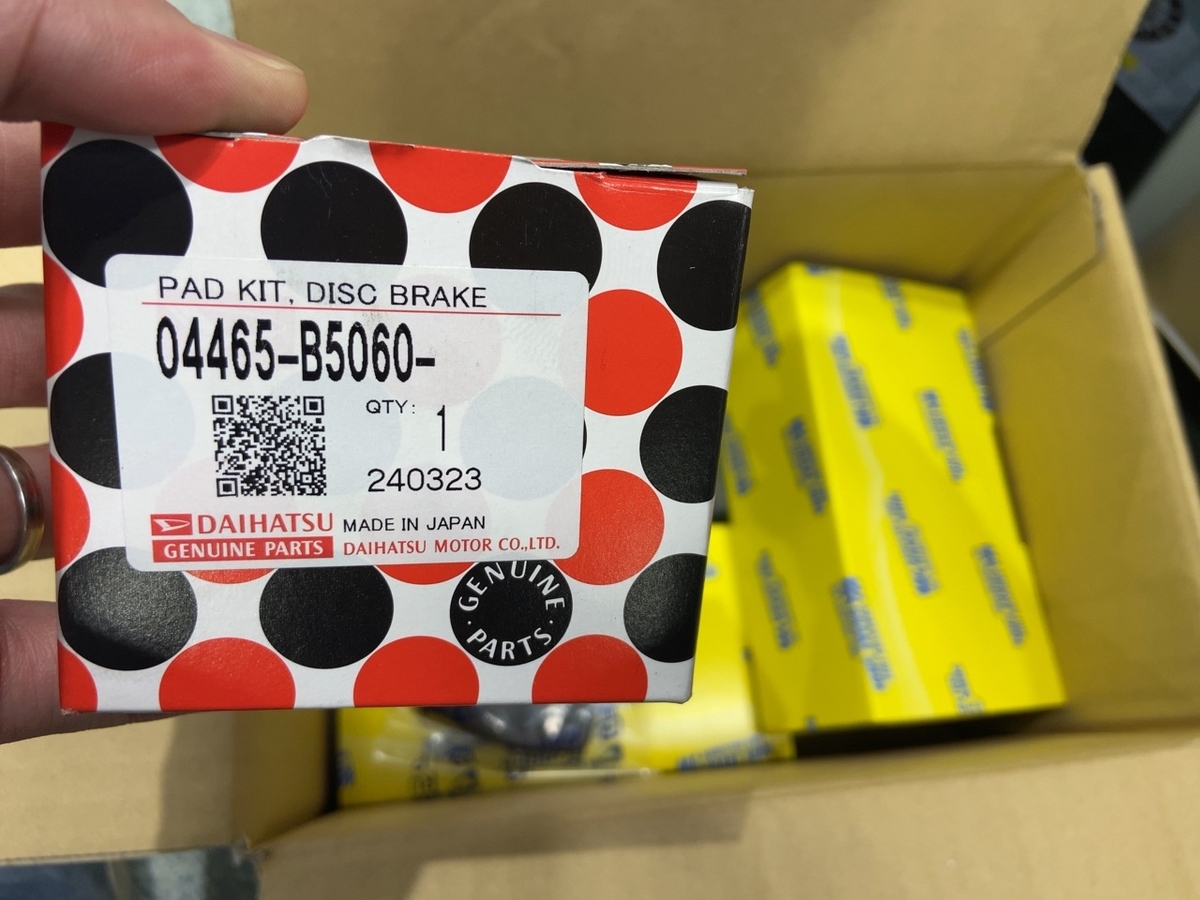 PAD KIT, DISC BRAKE
04465-B5060-
QTY: 1
240323
DAIHATSU MADE IN JAPAN
GENUINE PARTS DAIHATSU MOTOR CO.,LTD.
GENUINE
· PARTS ·